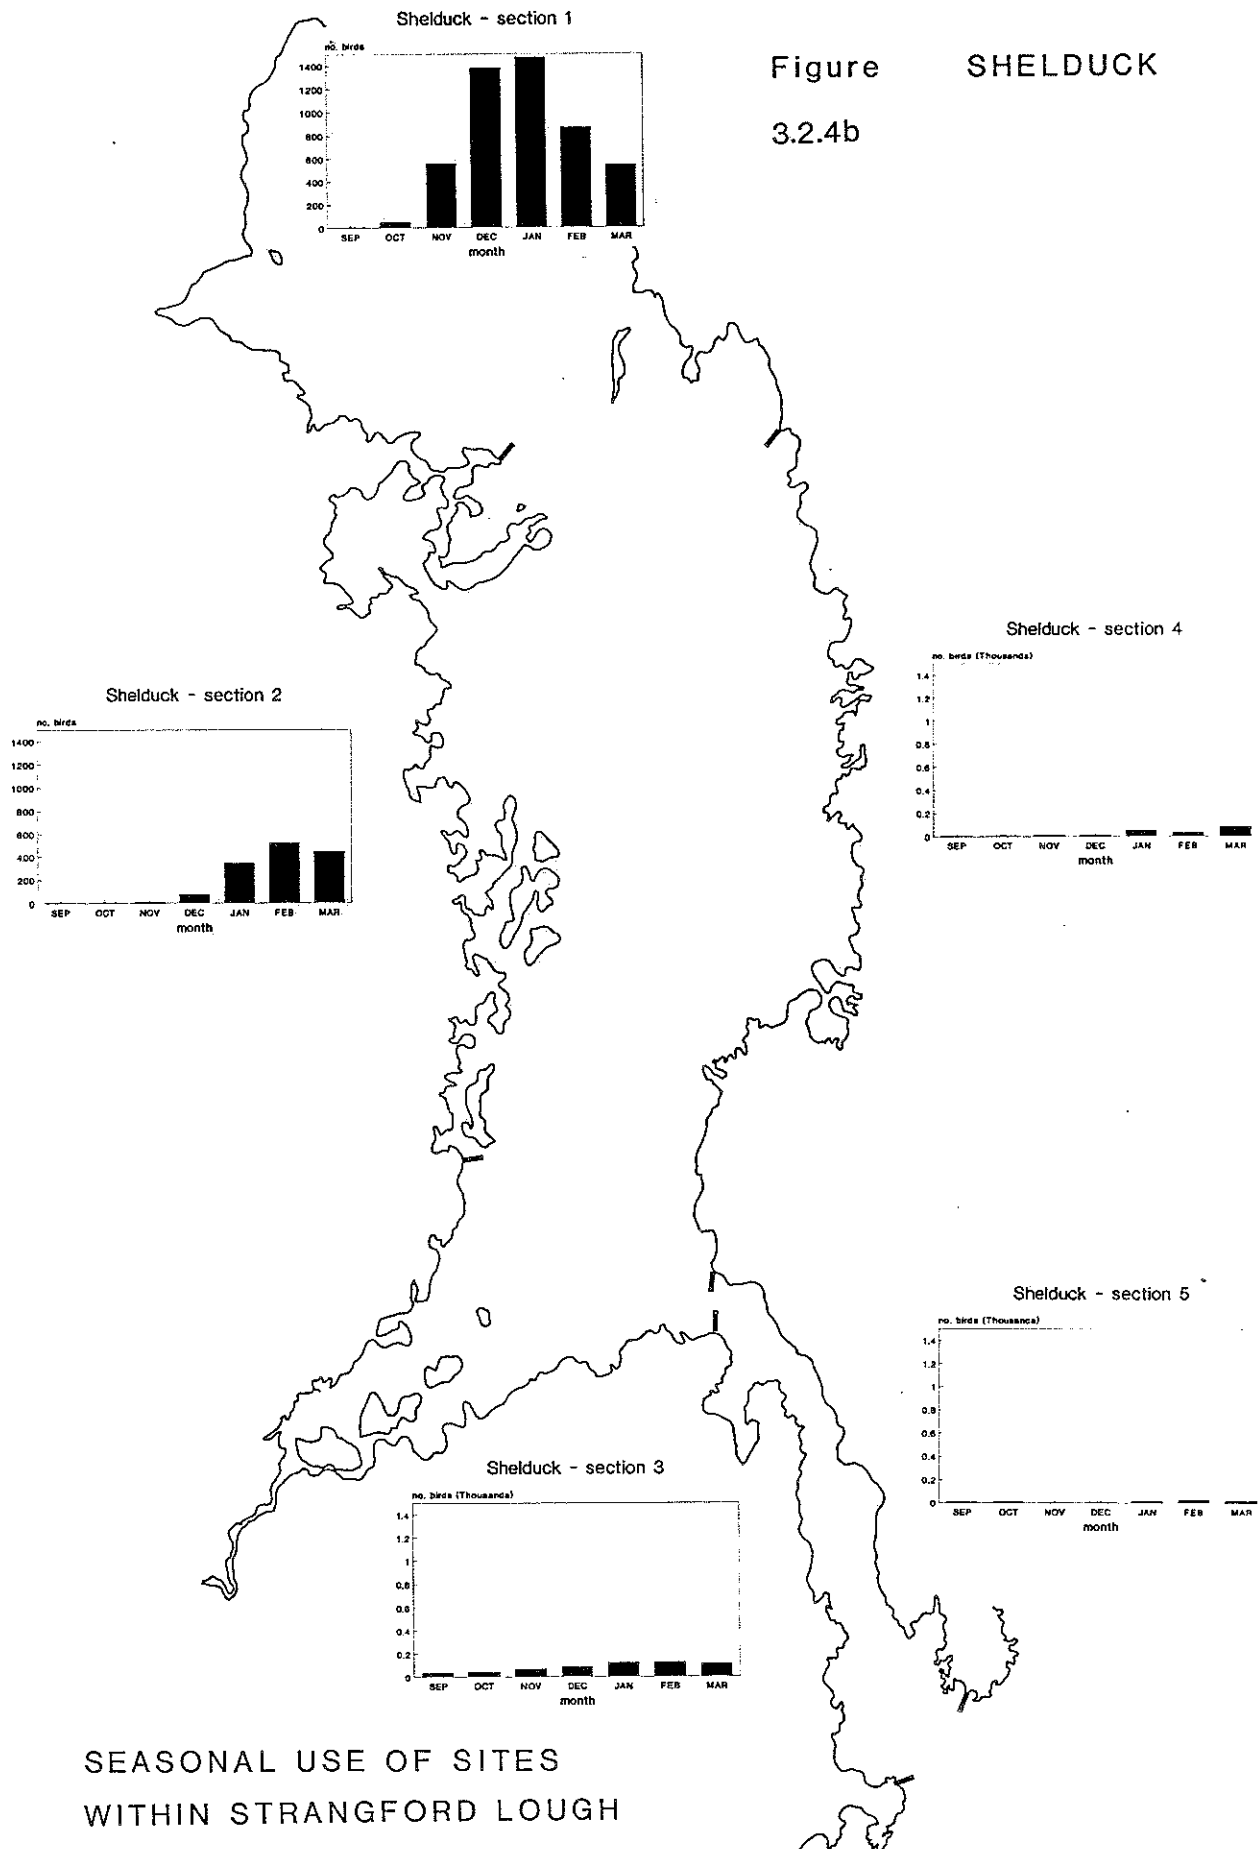 Shelduck - section 1
no. birds
1400
1200
1000
800
600
400
200
0
SEP OCT NOV DEC JAN FEB MAR
month
Figure SHELDUCK
3.2.4b
Shelduck - section 4
no. birds (Thousands)
1.4
1.2
1
0.8
0.6
0.4
0.2
0
SEP OCT NOV DEC JAN FEB MAR
month
Shelduck - section 2
no. birds
1400
1200
1000
800
600
400
200
0
SEP OCT NOV DEC JAN FEB MAR
month
Shelduck - section 5
no. birds (Thousands)
1.4
1.2
1
0.8
0.6
0.4
0.2
0
SEP OCT NOV DEC JAN FEB MAR
month
Shelduck - section 3
no. birds (Thousands)
1.4
1.2
1
0.8
0.6
0.4
0.2
0
SEP OCT NOV DEC JAN FEB MAR
month
SEASONAL USE OF SITES
WITHIN STRANGFORD LOUGH